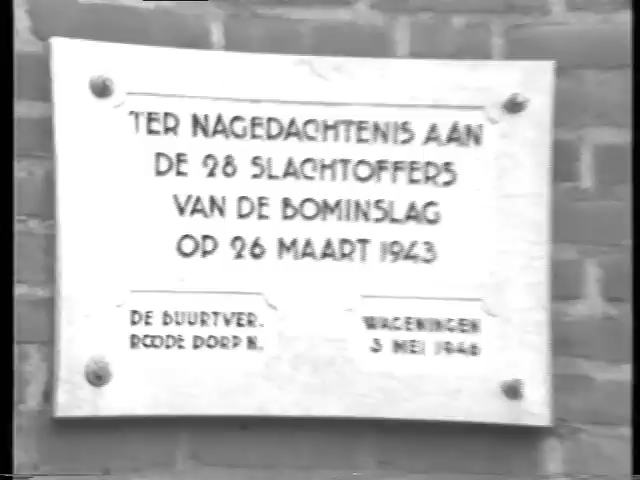 TER NAGEDACHTENIS AAN
DE 28 SLACHTOFFERS
VAN DE BOMINSLAG
OP 26 MAART 1943
DE BUURTVER.
ROODE DORP N.
WAGENINGEN
3 MEI